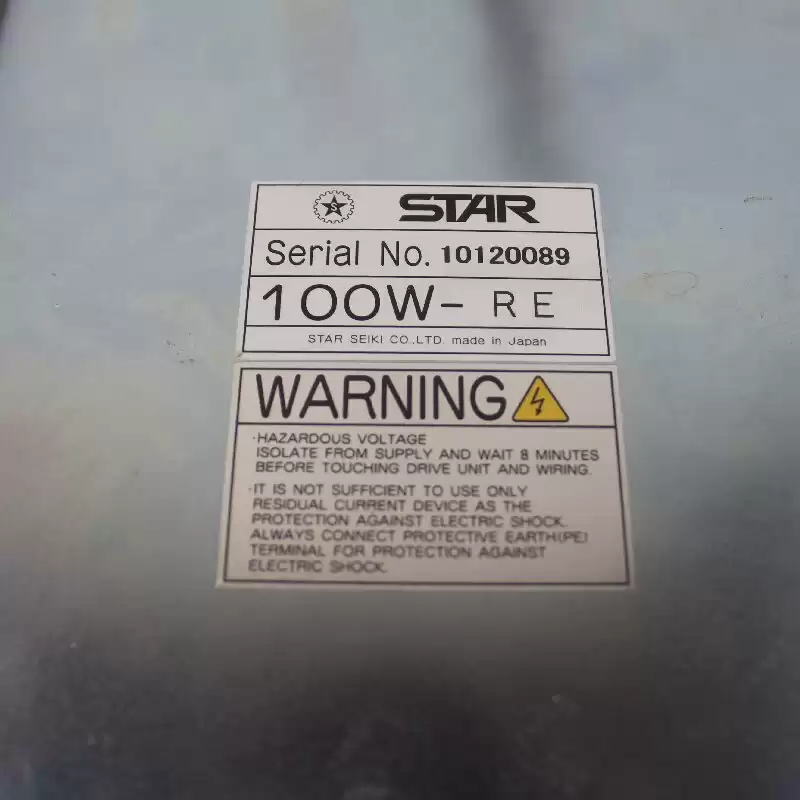 STAR
Serial No. 10120089
100W- RE
STAR SEIKI CO.,LTD. made in Japan
WARNING
·HAZARDOUS VOLTAGE
ISOLATE FROM SUPPLY AND WAIT 8 MINUTES
BEFORE TOUCHING DRIVE UNIT AND WIRING.
·IT IS NOT SUFFICIENT TO USE ONLY
RESIDUAL CURRENT DEVICE AS THE
PROTECTION AGAINST ELECTRIC SHOCK.
ALWAYS CONNECT PROTECTIVE EARTH(PE)
TERMINAL FOR PROTECTION AGAINST
ELECTRIC SHOCK.